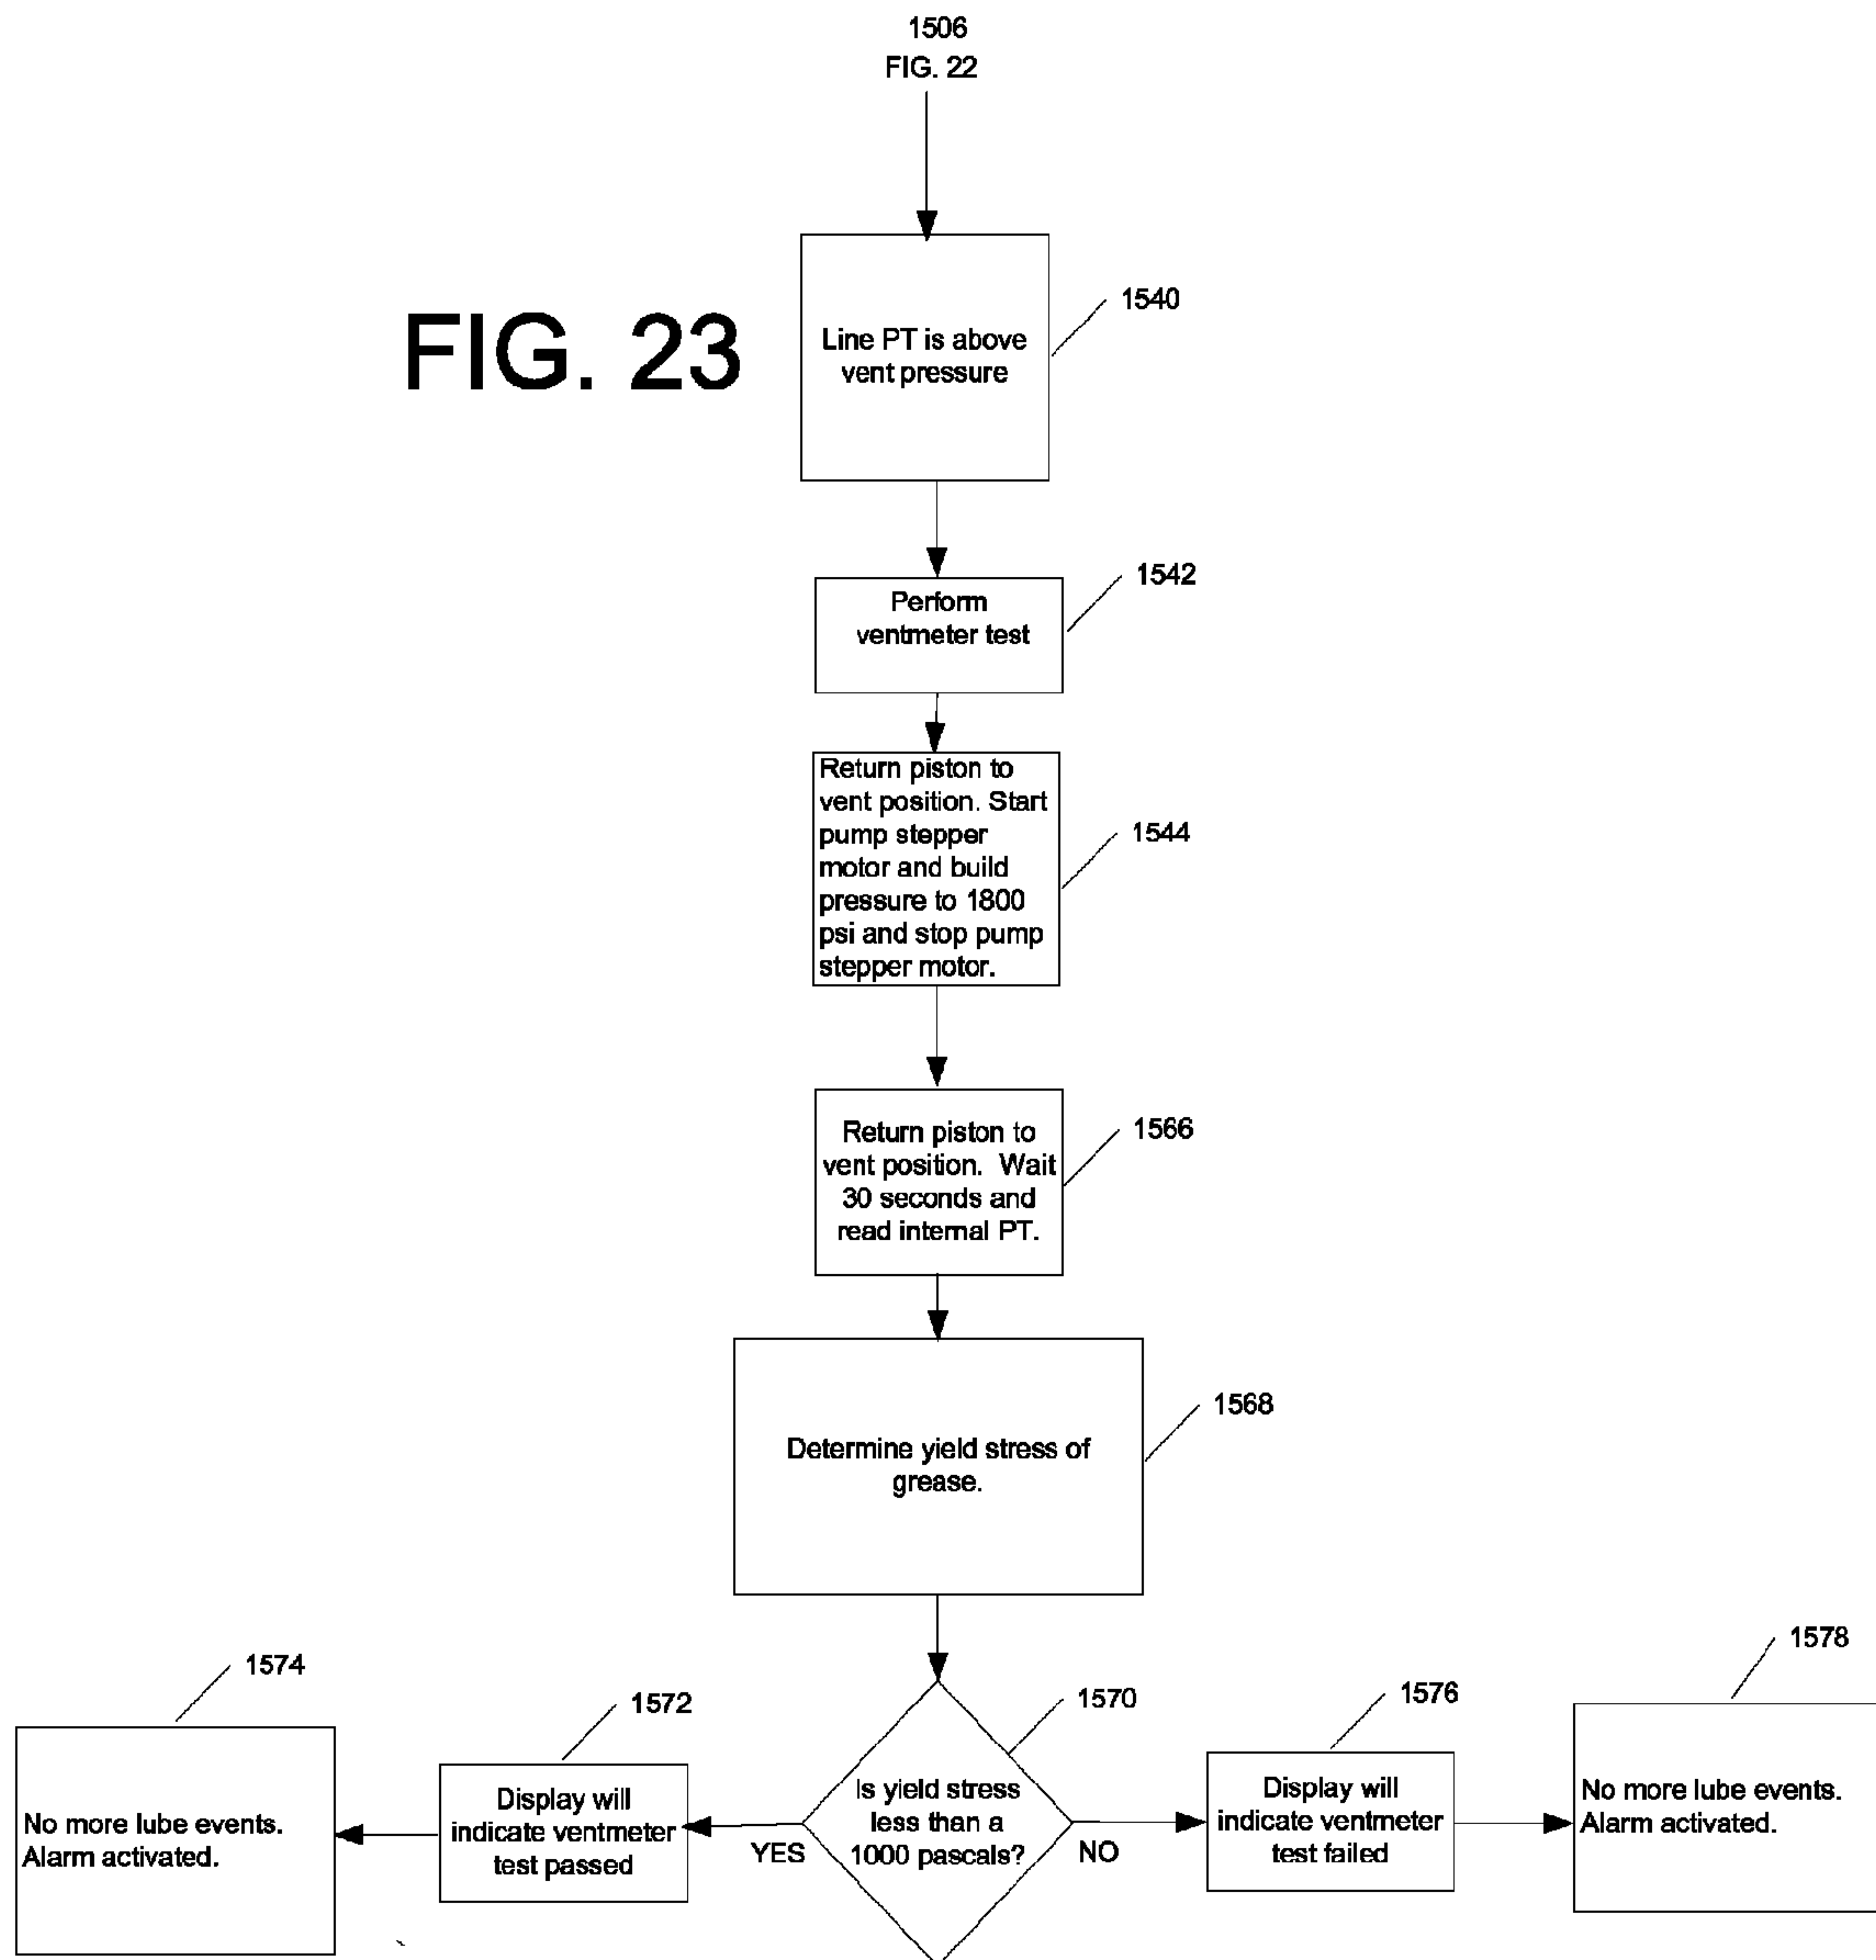 1506
FIG. 22
FIG. 23
1540
Line PT is above
vent pressure
1542
Perform
ventmeter test
1544
Return piston to
vent position. Start
pump stepper
motor and build
pressure to 1800
psi and stop pump
stepper motor.
1566
Return piston to
vent position. Wait
30 seconds and
read internal PT.
1568
Determine yield stress of
grease.
1574
No more lube events.
Alarm activated.
1572
Display will
indicate ventmeter
test passed
YES
1570
Is yield stress
less than a
1000 pascals?
NO
1576
Display will
indicate ventmeter
test failed
1578
No more lube events.
Alarm activated.